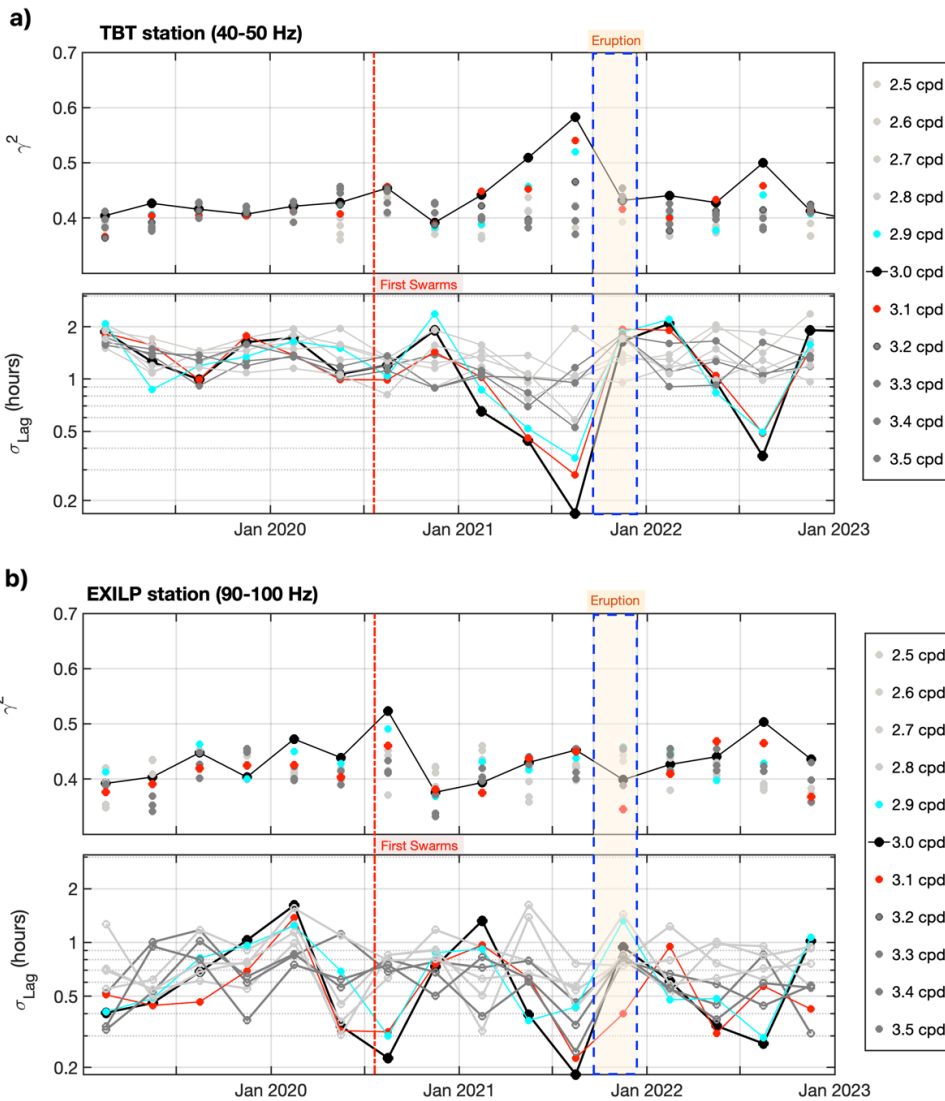 a)
TBT station (40-50 Hz)
Eruption
0.7
0.6
0.5
0.4
γ²
First Swarms
2
1
0.5
0.2
σLag (hours)
Jan 2020
Jan 2021
Jan 2022
Jan 2023
2.5 cpd
2.6 cpd
2.7 cpd
2.8 cpd
2.9 cpd
3.0 cpd
3.1 cpd
3.2 cpd
3.3 cpd
3.4 cpd
3.5 cpd
b)
EXILP station (90-100 Hz)
Eruption
0.7
0.6
0.5
0.4
γ²
First Swarms
2
1
0.5
0.2
σLag (hours)
Jan 2020
Jan 2021
Jan 2022
Jan 2023
2.5 cpd
2.6 cpd
2.7 cpd
2.8 cpd
2.9 cpd
3.0 cpd
3.1 cpd
3.2 cpd
3.3 cpd
3.4 cpd
3.5 cpd